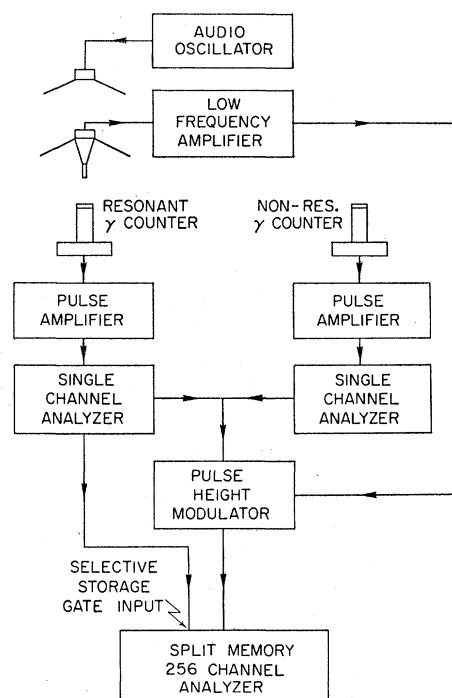 AUDIO
OSCILLATOR
LOW
FREQUENCY
AMPLIFIER
RESONANT
γ COUNTER
NON-RES.
γ COUNTER
PULSE
AMPLIFIER
PULSE
AMPLIFIER
SINGLE
CHANNEL
ANALYZER
SINGLE
CHANNEL
ANALYZER
PULSE
HEIGHT
MODULATOR
SELECTIVE
STORAGE
GATE INPUT
SPLIT MEMORY
256 CHANNEL
ANALYZER